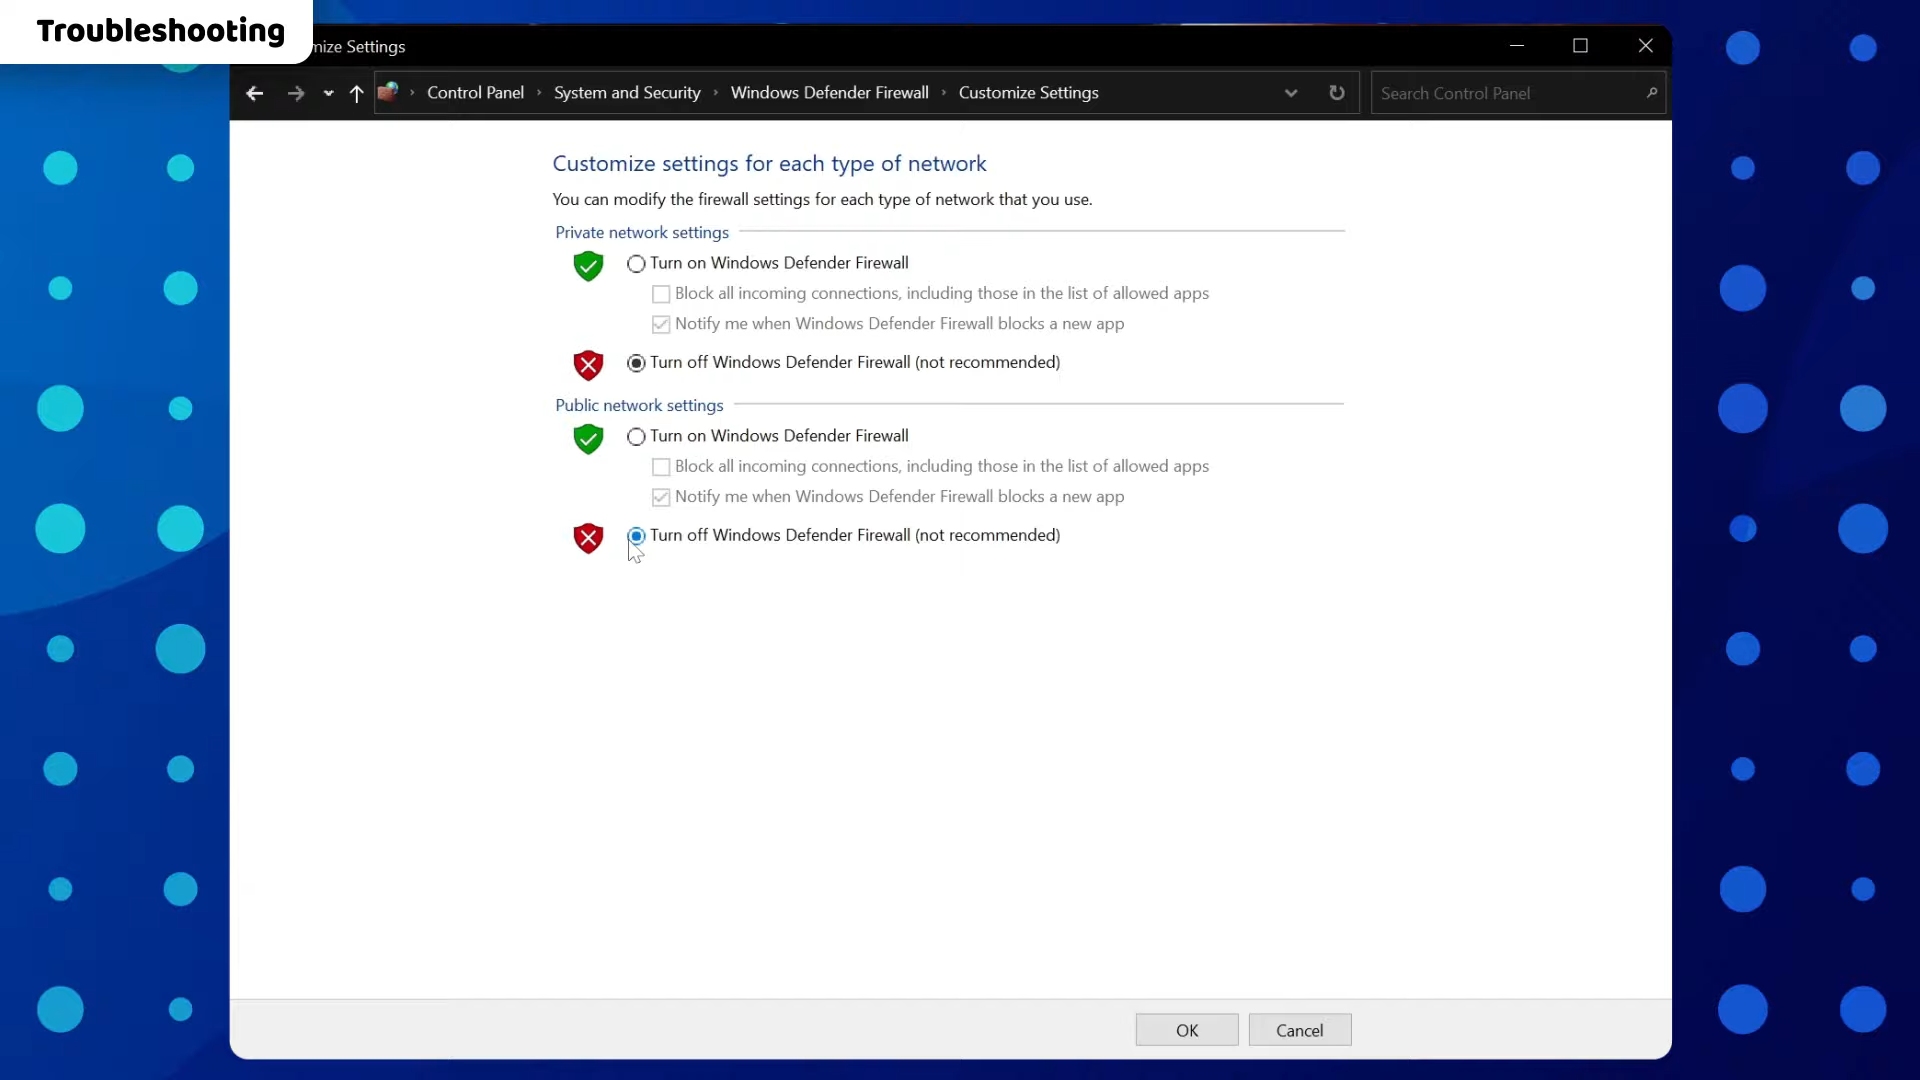 Troubleshooting
mize Settings
Control Panel > System and Security > Windows Defender Firewall > Customize Settings
Search Control Panel
Customize settings for each type of network
You can modify the firewall settings for each type of network that you use.
Private network settings
Turn on Windows Defender Firewall
Block all incoming connections, including those in the list of allowed apps
Notify me when Windows Defender Firewall blocks a new app
Turn off Windows Defender Firewall (not recommended)
Public network settings
Turn on Windows Defender Firewall
Block all incoming connections, including those in the list of allowed apps
Notify me when Windows Defender Firewall blocks a new app
Turn off Windows Defender Firewall (not recommended)
OK
Cancel